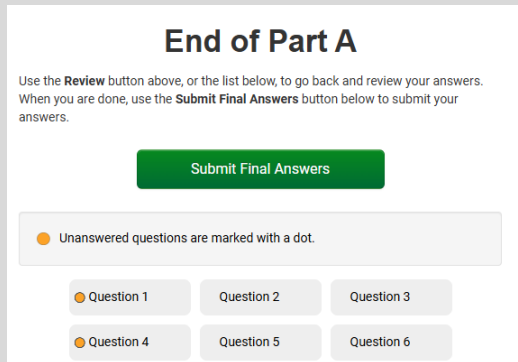 End of Part A
Use the Review button above, or the list below, to go back and review your answers.
When you are done, use the Submit Final Answers button below to submit your
answers.
Submit Final Answers
Unanswered questions are marked with a dot.
Question 1 Question 2 Question 3
Question 4 Question 5 Question 6